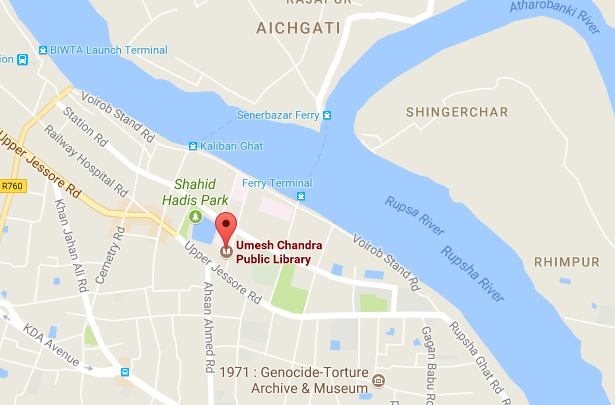 RAJAPUR
AICHGATI
Atharobanki River
BIWTA Launch Terminal
ion
Voirob Stand Rd
Senerbazar Ferry
SHINGERCHAR
Station Rd
Kalibari Ghat
Railway Hospital Rd
Upper Jessore Rd
R760
Shahid
Hadis Park
Ferry Terminal
Rupsa River
Khan Jahan Ali Rd
Cemetry Rd
Umesh Chandra
Public Library
Voirob Stand Rd
Rupsha River
RHIMPUR
Upper Jessore Rd
Ahsan Ahmed Rd
KDA Avenue
Gagan Babu Rd
Rupsha Ghat Rd
1971 : Genocide-Torture
Archive & Museum